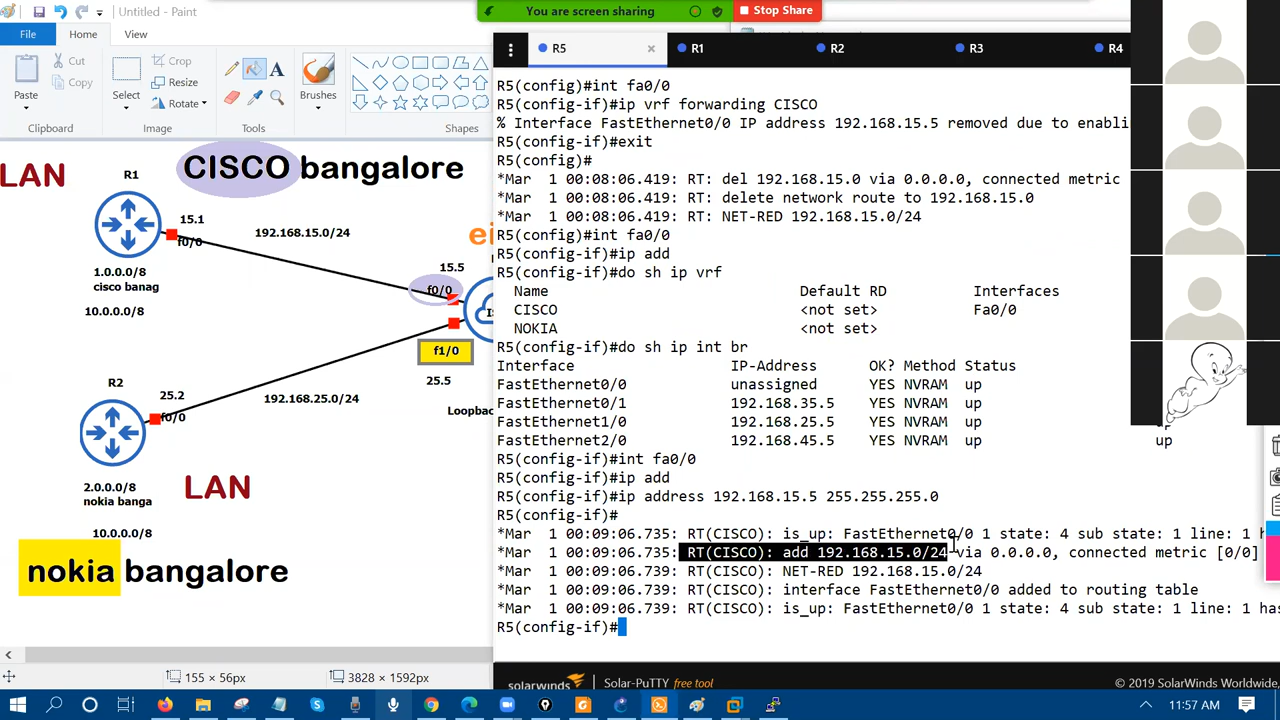 Untitled - Paint
You are screen sharing
Stop Share
File
Home
View
Paste
Cut
Copy
Clipboard
Select
Crop
Resize
Rotate
Image
Tools
Brushes
Shapes
R5
R1
R2
R3
R4
LAN
R1
CISCO bangalore
15.1
f0/0
192.168.15.0/24
1.0.0.0/8
cisco banag
10.0.0.0/8
15.5
f0/0
f1/0
25.5
R2
25.2
f0/0
192.168.25.0/24
Loopback
2.0.0.0/8
nokia banga
LAN
10.0.0.0/8
nokia bangalore
R5(config)#int fa0/0
R5(config-if)#ip vrf forwarding CISCO
% Interface FastEthernet0/0 IP address 192.168.15.5 removed due to enabli
R5(config-if)#exit
R5(config)#
*Mar  1 00:08:06.419: RT: del 192.168.15.0 via 0.0.0.0, connected metric
*Mar  1 00:08:06.419: RT: delete network route to 192.168.15.0
*Mar  1 00:08:06.419: RT: NET-RED 192.168.15.0/24
R5(config)#int fa0/0
R5(config-if)#ip add
R5(config-if)#do sh ip vrf
Name Default RD Interfaces
CISCO <not set> Fa0/0
NOKIA <not set>
R5(config-if)#do sh ip int br
Interface IP-Address OK? Method Status
FastEthernet0/0 unassigned YES NVRAM up
FastEthernet0/1 192.168.35.5 YES NVRAM up
FastEthernet1/0 192.168.25.5 YES NVRAM up
FastEthernet2/0 192.168.45.5 YES NVRAM up up
R5(config-if)#int fa0/0
R5(config-if)#ip add
R5(config-if)#ip address 192.168.15.5 255.255.255.0
R5(config-if)#
*Mar  1 00:09:06.735: RT(CISCO): is_up: FastEthernet0/0 1 state: 4 sub state: 1 line: 1
*Mar  1 00:09:06.735: RT(CISCO): add 192.168.15.0/24 via 0.0.0.0, connected metric [0/0]
*Mar  1 00:09:06.739: RT(CISCO): NET-RED 192.168.15.0/24
*Mar  1 00:09:06.739: RT(CISCO): interface FastEthernet0/0 added to routing table
*Mar  1 00:09:06.739: RT(CISCO): is_up: FastEthernet0/0 1 state: 4 sub state: 1 line: 1 has
R5(config-if)#
155 × 56px
3828 × 1592px
solarwinds
Solar-PuTTY free tool
© 2019 SolarWinds Worldwide,
11:57 AM